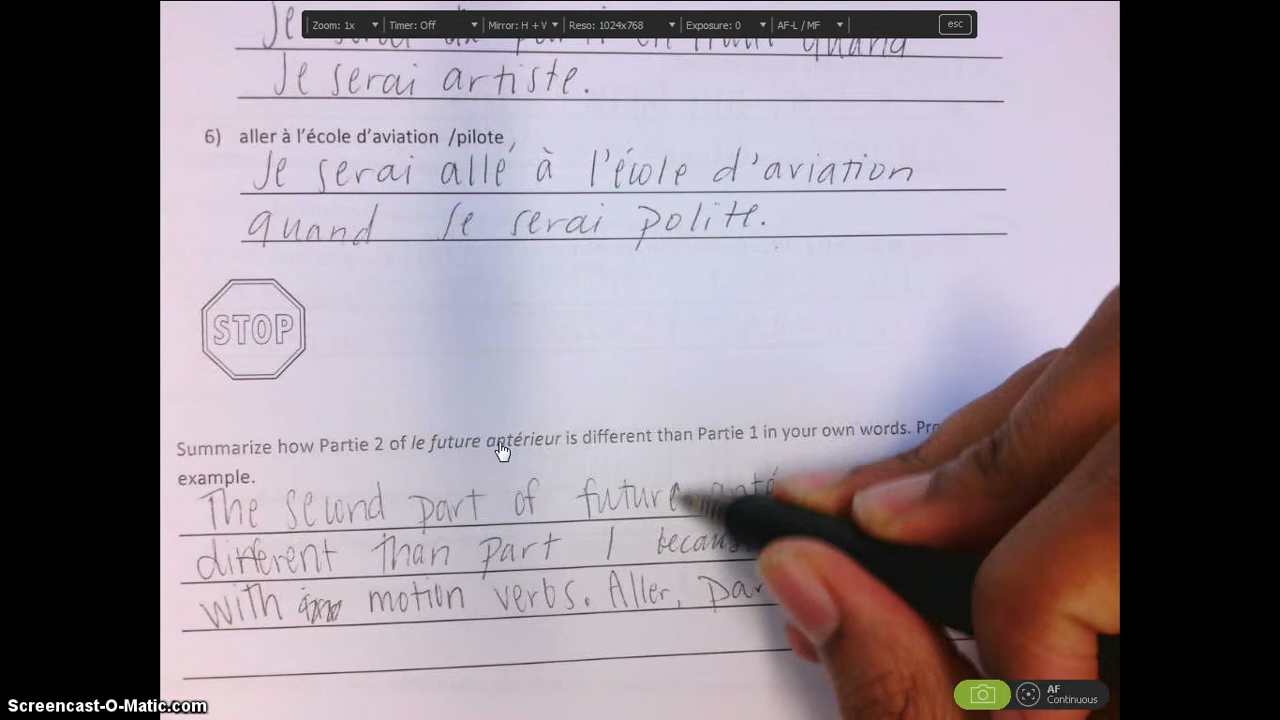 Zoom: 1x Timer: Off Mirror: H + V Reso: 1024x768 Exposure: 0 AF-L / MF esc
Je serai
Je serai artiste.
6) aller à l'école d'aviation /pilote
Je serai allé à l'école d'aviation
quand Je serai polite.
STOP
Summarize how Partie 2 of le future antérieur is different than Partie 1 in your own words.
example.
The second part of future
different than part 1
with motion verbs. Aller,
AF
Continuous
Screencast-O-Matic.com